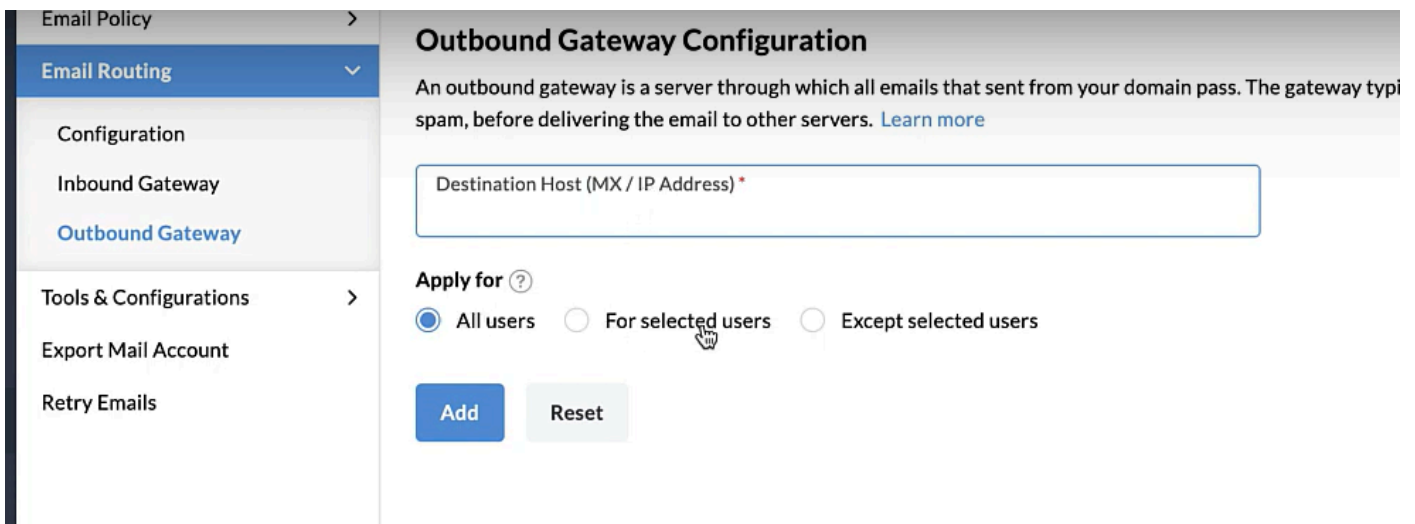 Email Policy
Email Routing
Configuration
Inbound Gateway
Outbound Gateway
Tools & Configurations
Export Mail Account
Retry Emails
Outbound Gateway Configuration
An outbound gateway is a server through which all emails that sent from your domain pass. The gateway
spam, before delivering the email to other servers. Learn more
Destination Host (MX / IP Address) *
Apply for ?
All users For selected users Except selected users
Add Reset